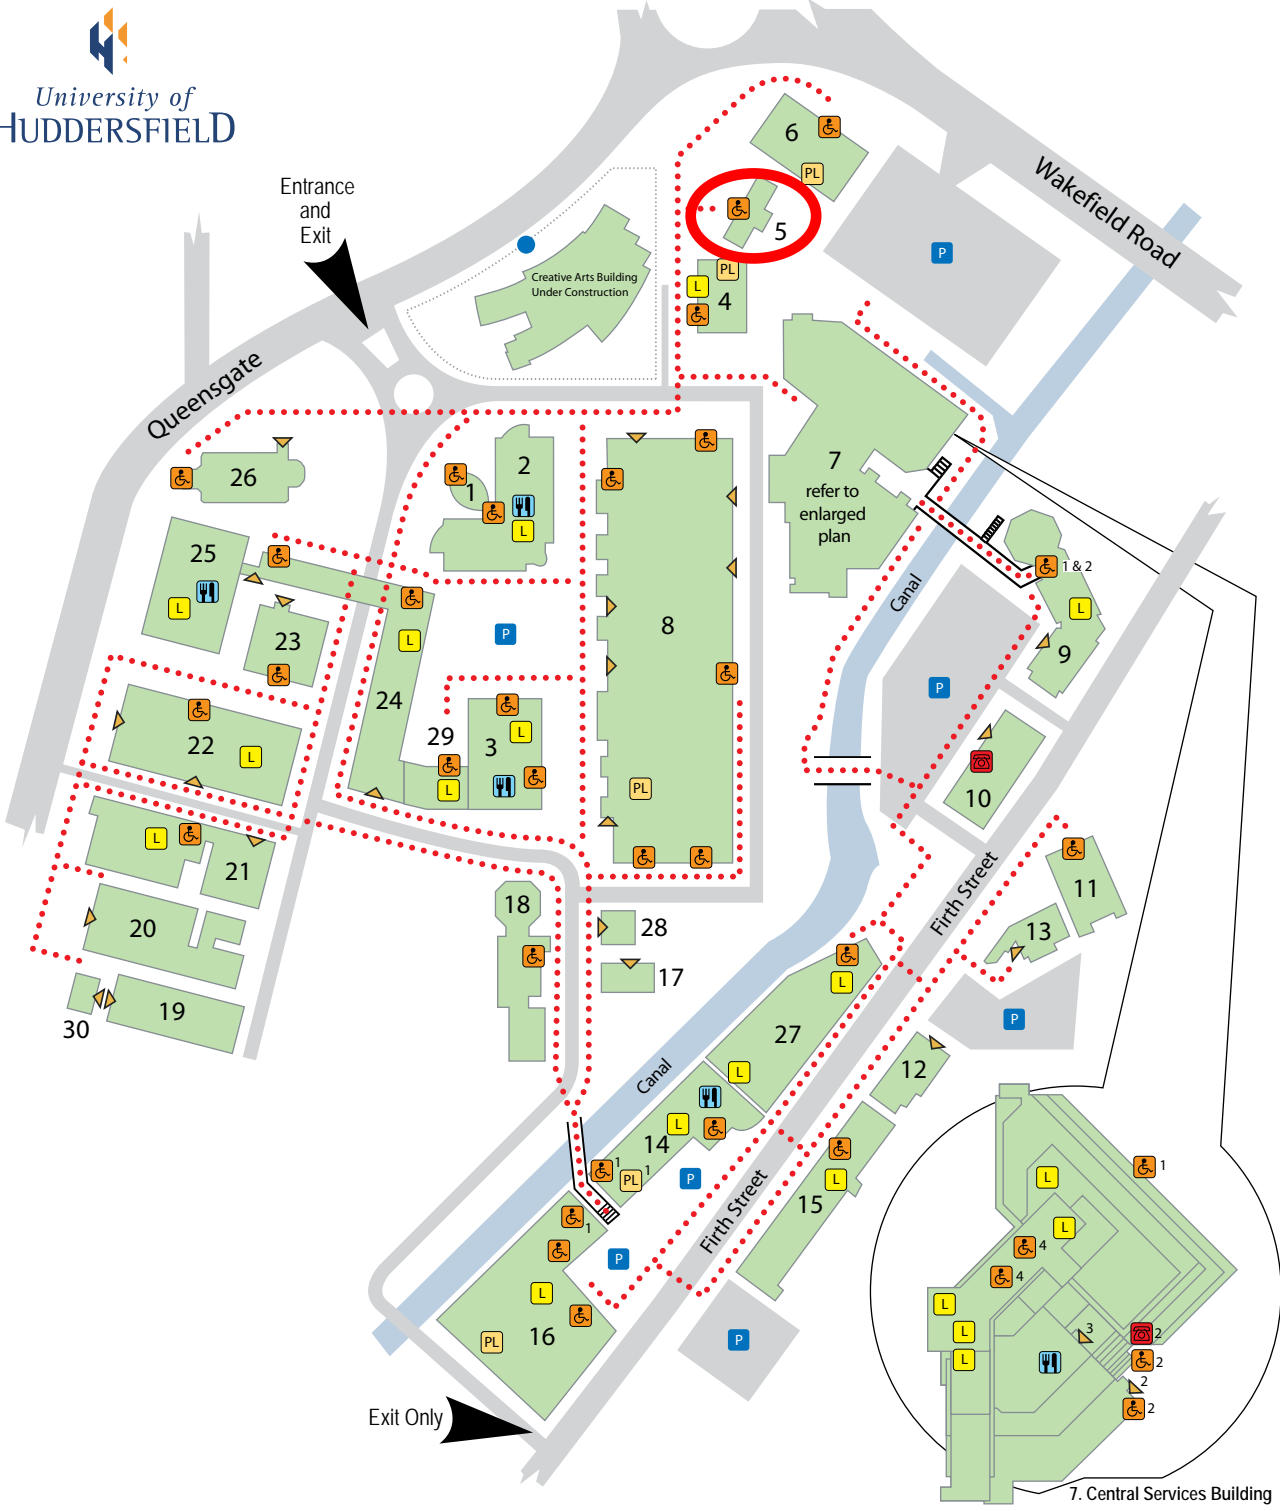 University of
HUDDERSFIELD
Entrance
and
Exit
Wakefield Road
6
PL
5
P
Creative Arts Building
Under Construction
PL
L
4
Queensgate
26
1
2
L
7
refer to
enlarged
plan
1 & 2
Canal
25
L
23
L
P
8
L
9
24
P
22
L
29
3
L
L
PL
10
L
21
Firth Street
11
20
18
28
13
17
30
19
L
P
27
Canal
L
12
L
14
1
PL
1
P
15
L
Firth Street
1
P
L
16
PL
P
Exit Only
L
1
L
4
4
L
L
L
3
2
2
2
2
7. Central Services Building